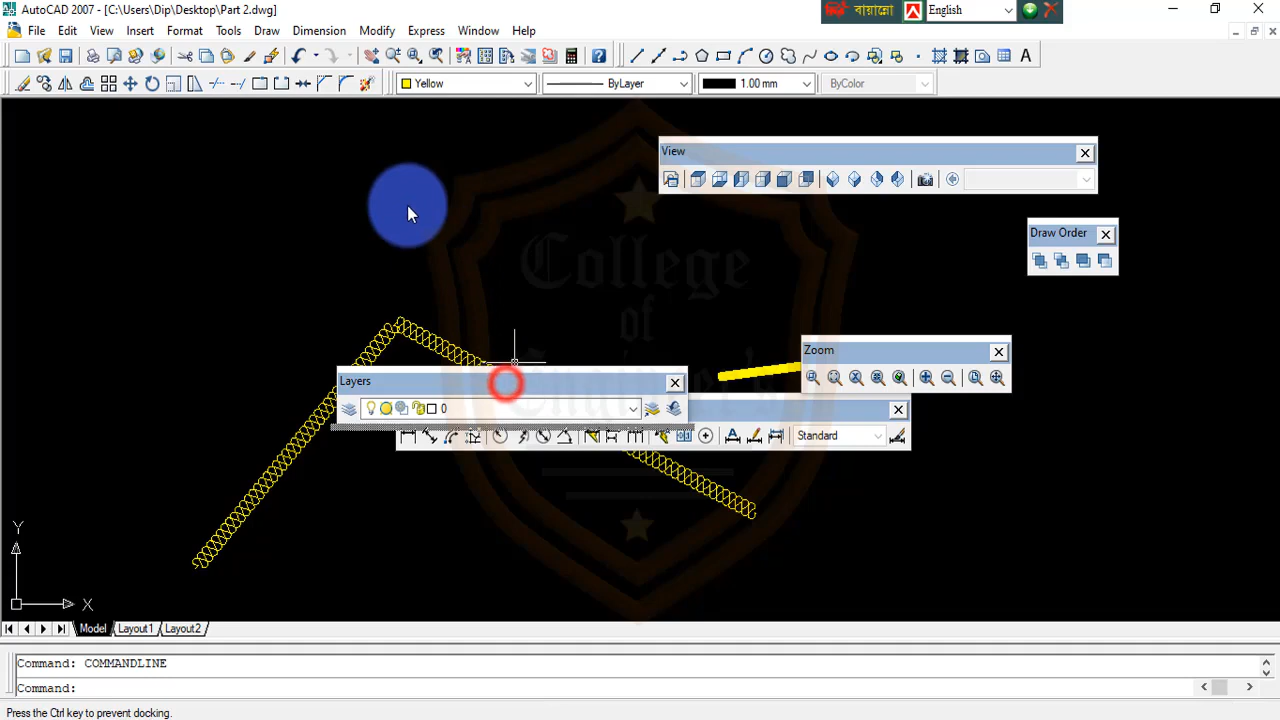 AutoCAD 2007 - [C:\Users\Dip\Desktop\Part 2.dwg]
বায়ান্নো English
File Edit View Insert Format Tools Draw Dimension Modify Express Window Help
A
Yellow ByLayer 1.00 mm ByColor
View
College
of
Engineer's
Draw Order
Zoom
Layers
0
Standard
Y
X
Model Layout1 Layout2
Command: COMMANDLINE
Command:
Press the Ctrl key to prevent docking.